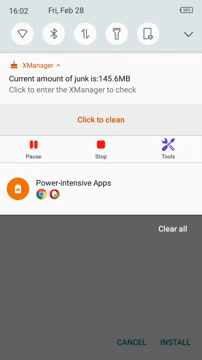 16:02
Fri, Feb 28
XManager
Current amount of junk is:145.6MB
Click to enter the XManager to check
Click to clean
Pause
Stop
Tools
Power-intensive Apps
Clear all
CANCEL
INSTALL